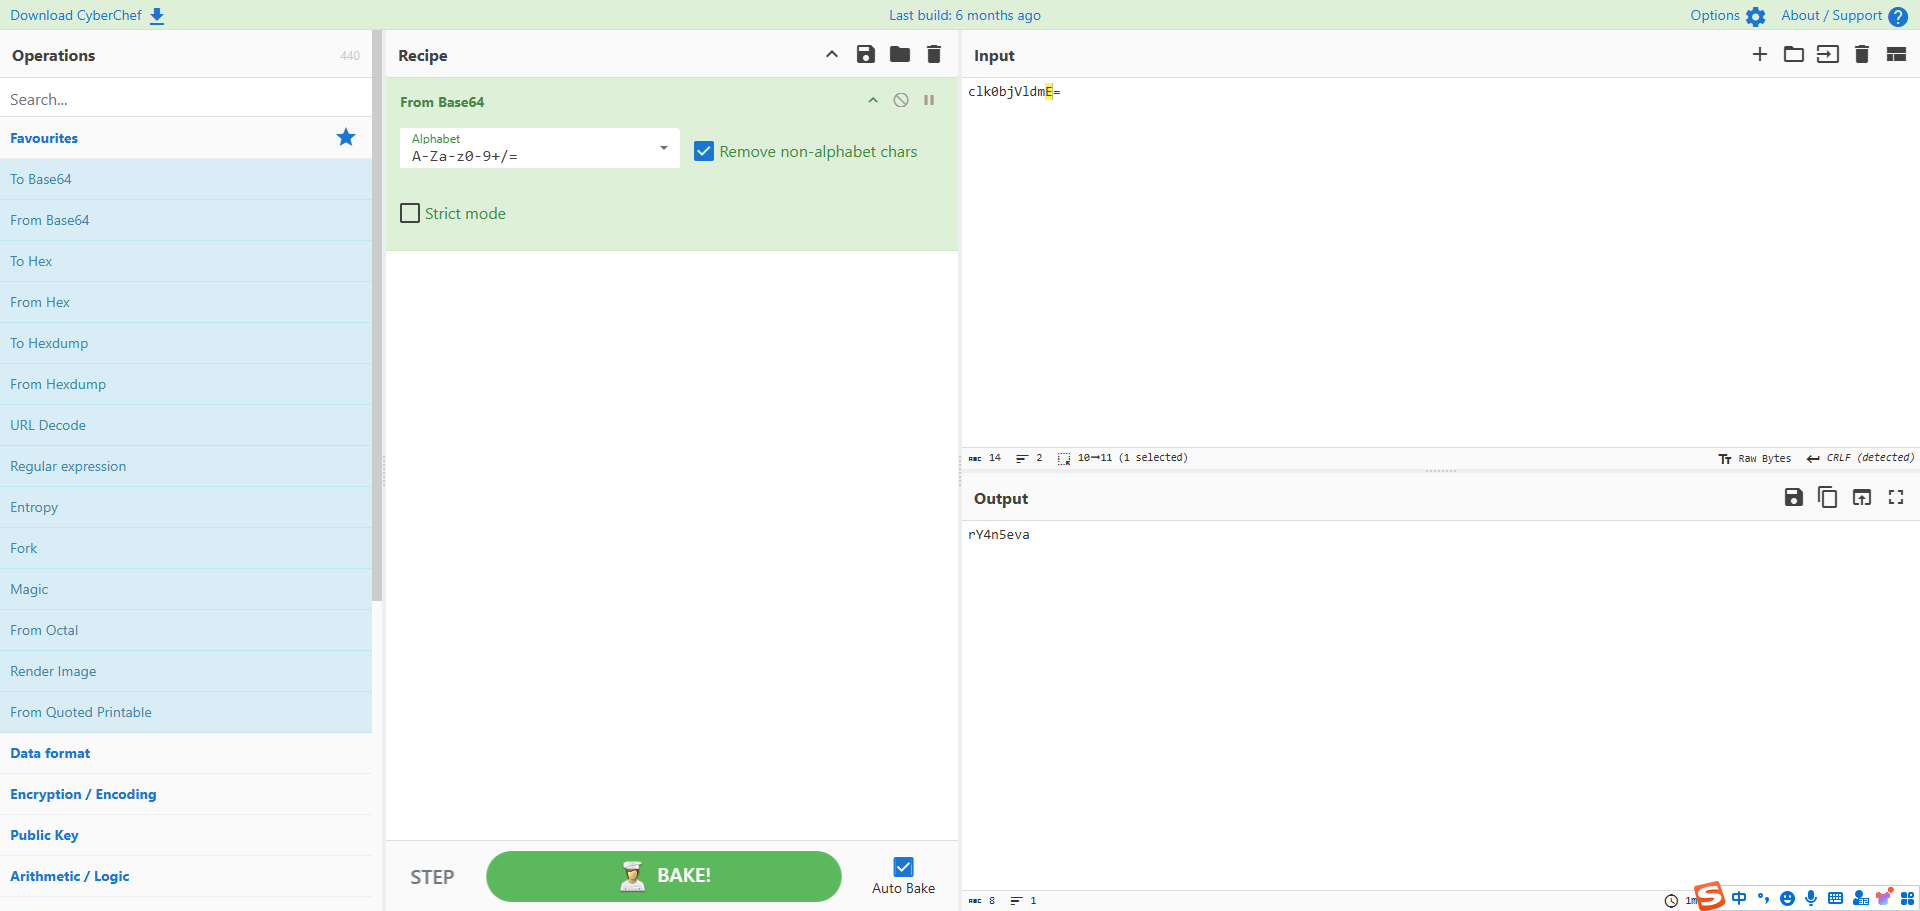 Download CyberChef
Last build: 6 months ago
Options
About / Support
Operations
440
Search...
Favourites
To Base64
From Base64
To Hex
From Hex
To Hexdump
From Hexdump
URL Decode
Regular expression
Entropy
Fork
Magic
From Octal
Render Image
From Quoted Printable
Data format
Encryption / Encoding
Public Key
Arithmetic / Logic
Recipe
From Base64
Alphabet
A-Za-z0-9+/=
Remove non-alphabet chars
Strict mode
STEP
BAKE!
Auto Bake
Input
clk0bjVldmE=
ABC 14
2
10→11 (1 selected)
Tт Raw Bytes
CRLF (detected)
Output
rY4n5eva
ABC 8
1
中